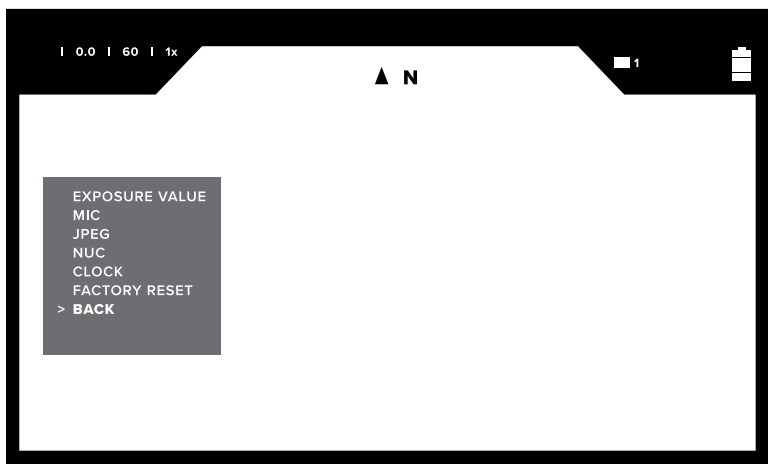 I 0.0 I 60 I 1x
N
1
EXPOSURE VALUE
MIC
JPEG
NUC
CLOCK
FACTORY RESET
> BACK